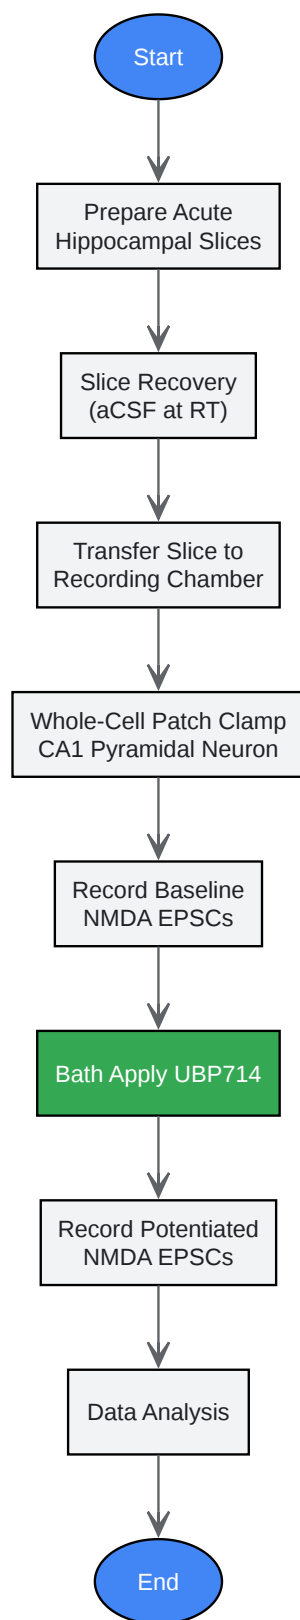 Start
Prepare Acute
Hippocampal Slices
Slice Recovery
(aCSF at RT)
Transfer Slice to
Recording Chamber
Whole-Cell Patch Clamp
CA1 Pyramidal Neuron
Record Baseline
NMDA EPSCs
Bath Apply UBP714
Record Potentiated
NMDA EPSCs
Data Analysis
End